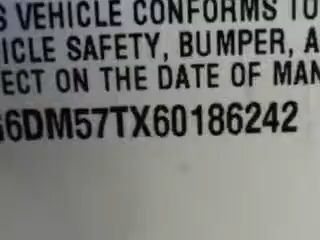 S VEHICLE CONFORMS TO
ICLE SAFETY, BUMPER, A
ECT ON THE DATE OF MAN
G6DM57TX60186242